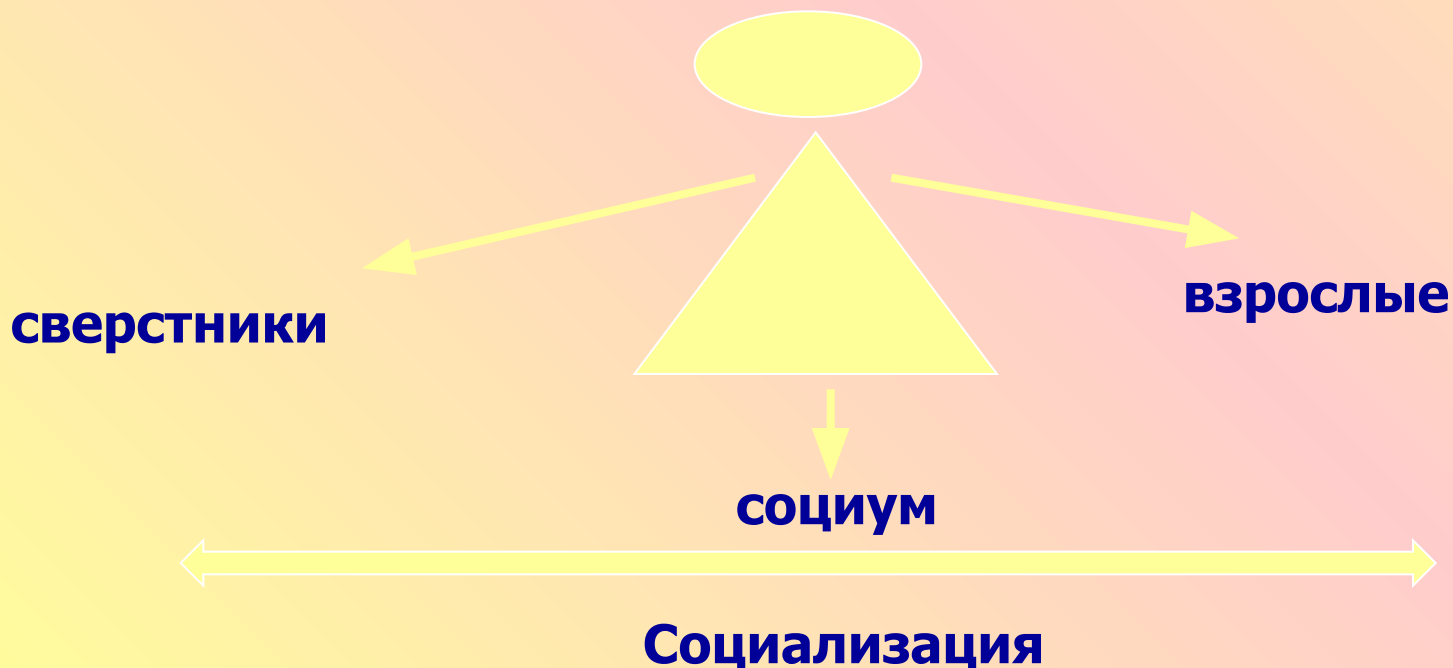 взрослые
сверстники
социум
Социализация